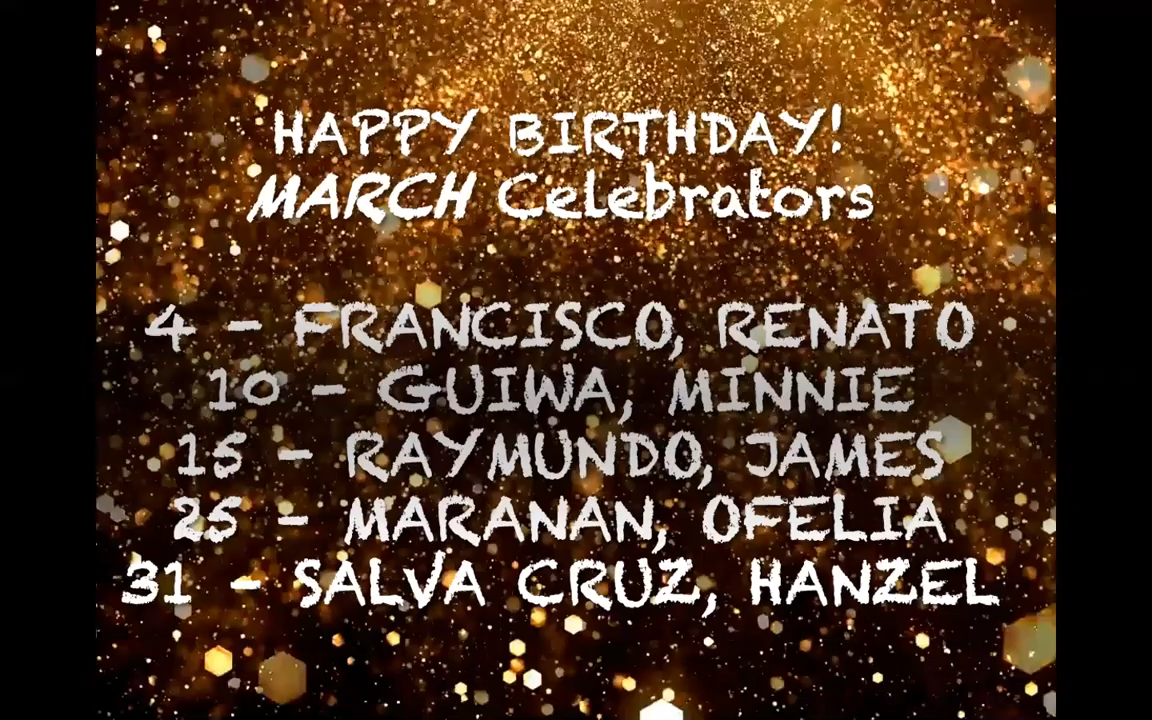 HAPPY BIRTHDAY!
MARCH Celebrators
4 - FRANCISCO, RENATO
10 - GUIWA, MINNIE
15 - RAYMUNDO, JAMES
25 - MARANAN, OFELIA
31 - SALVA CRUZ, HANZEL